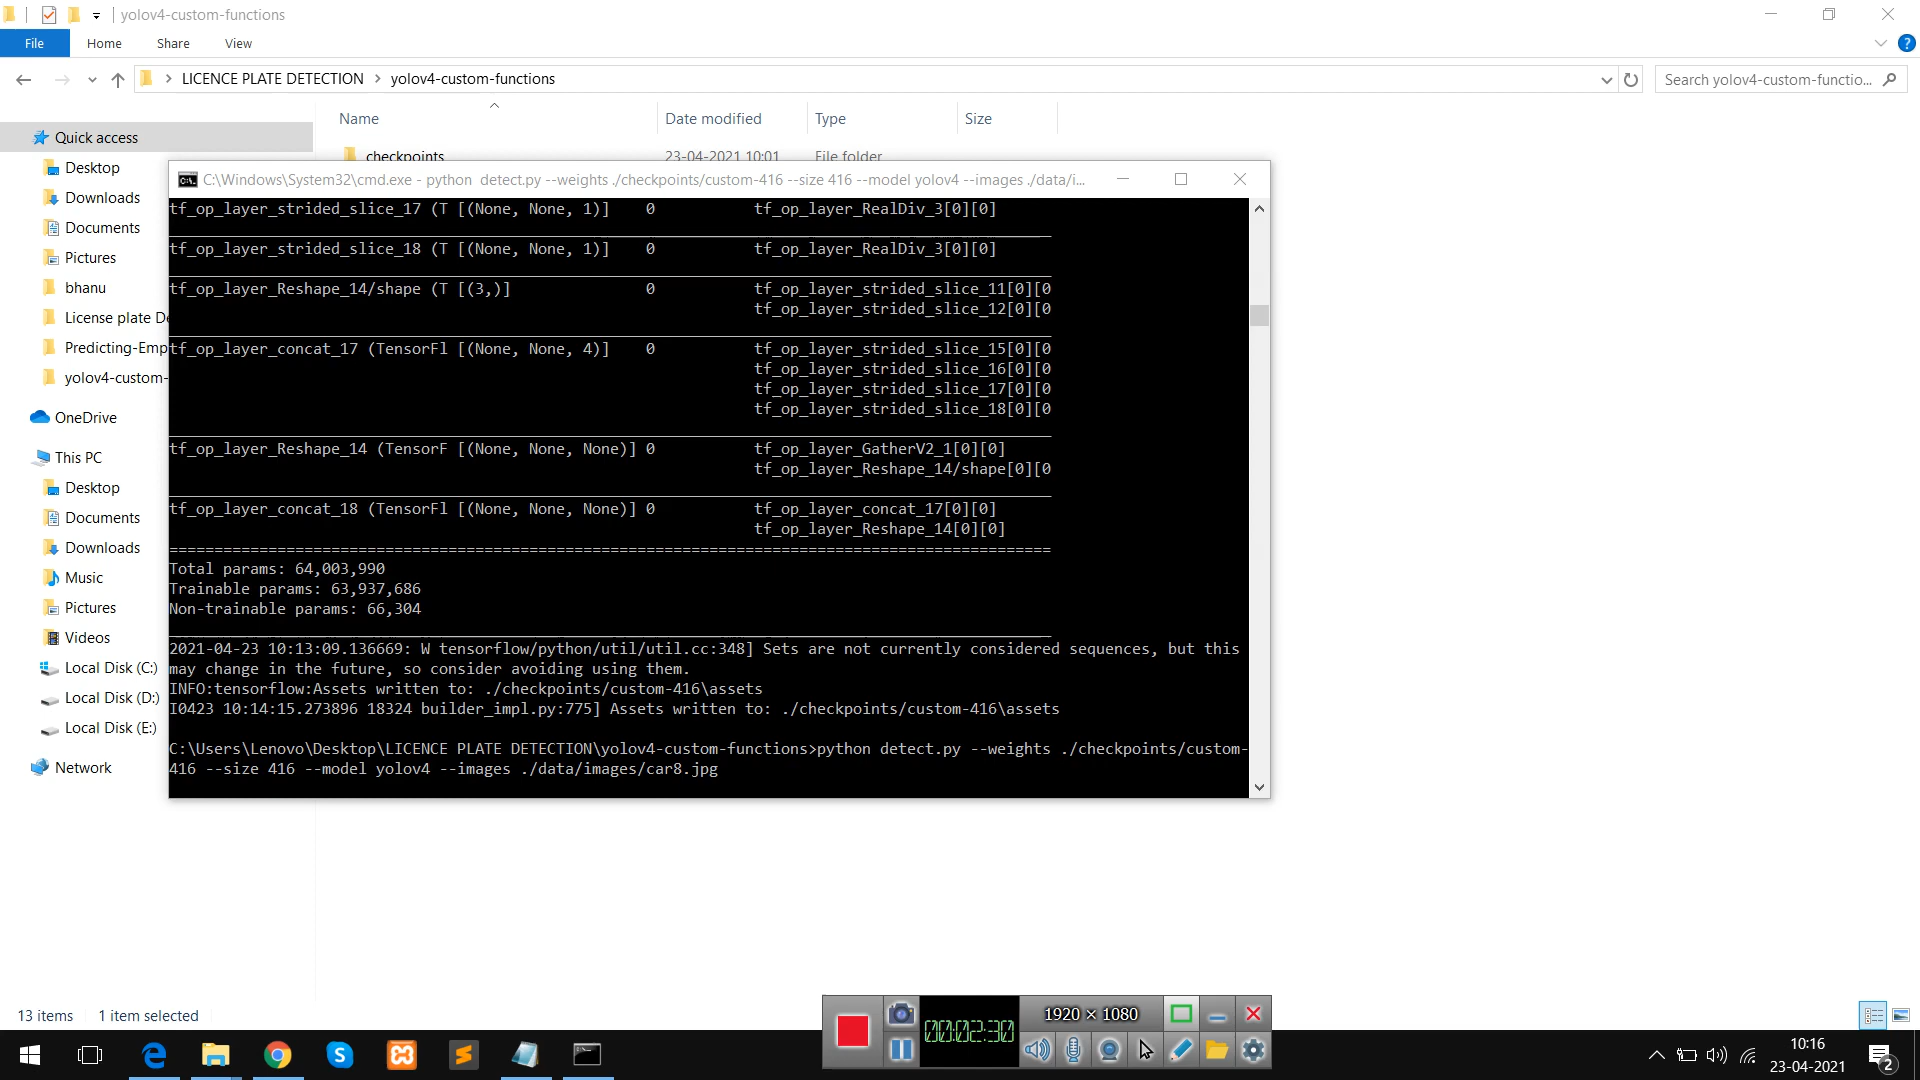 yolov4-custom-functions
File Home Share View
LICENCE PLATE DETECTION yolov4-custom-functions
Search yolov4-custom-functio...
Name Date modified Type Size
Quick access
checkpoints 23-04-2021 10:01 File folder
Desktop
Downloads
Documents
Pictures
bhanu
License plate De
Predicting-Emp
yolov4-custom-
OneDrive
This PC
Desktop
Documents
Downloads
Music
Pictures
Videos
Local Disk (C:)
Local Disk (D:)
Local Disk (E:)
Network
C:\Windows\System32\cmd.exe - python detect.py --weights ./checkpoints/custom-416 --size 416 --model yolov4 --images ./data/i...
tf_op_layer_strided_slice_17 (T [(None, None, 1)] 0 tf_op_layer_RealDiv_3[0][0]
tf_op_layer_strided_slice_18 (T [(None, None, 1)] 0 tf_op_layer_RealDiv_3[0][0]
tf_op_layer_Reshape_14/shape (T [(3,)] 0 tf_op_layer_strided_slice_11[0][0
tf_op_layer_strided_slice_12[0][0
tf_op_layer_concat_17 (TensorFl [(None, None, 4)] 0 tf_op_layer_strided_slice_15[0][0
tf_op_layer_strided_slice_16[0][0
tf_op_layer_strided_slice_17[0][0
tf_op_layer_strided_slice_18[0][0
tf_op_layer_Reshape_14 (TensorF [(None, None, None)] 0 tf_op_layer_GatherV2_1[0][0]
tf_op_layer_Reshape_14/shape[0][0
tf_op_layer_concat_18 (TensorFl [(None, None, None)] 0 tf_op_layer_concat_17[0][0]
tf_op_layer_Reshape_14[0][0]
==================================================================================================
Total params: 64,003,990
Trainable params: 63,937,686
Non-trainable params: 66,304
2021-04-23 10:13:09.136669: W tensorflow/python/util/util.cc:348] Sets are not currently considered sequences, but this
may change in the future, so consider avoiding using them.
INFO:tensorflow:Assets written to: ./checkpoints/custom-416\assets
I0423 10:14:15.273896 18324 builder_impl.py:775] Assets written to: ./checkpoints/custom-416\assets
C:\Users\Lenovo\Desktop\LICENCE PLATE DETECTION\yolov4-custom-functions>python detect.py --weights ./checkpoints/custom-
416 --size 416 --model yolov4 --images ./data/images/car8.jpg
13 items 1 item selected
00:02:30
1920 × 1080
10:16
23-04-2021
2